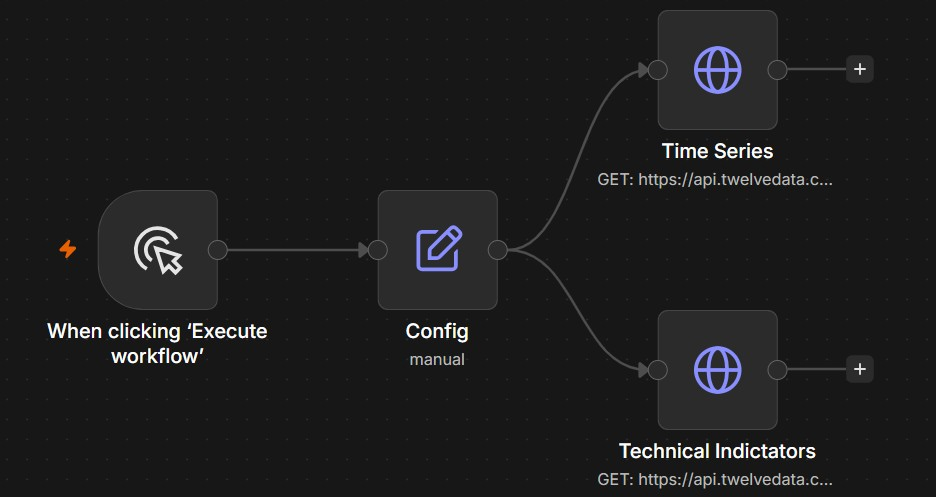 Time Series
GET: https://api.twelvedata.c...
When clicking ‘Execute
workflow’
Config
manual
Technical Indictators
GET: https://api.twelvedata.c...